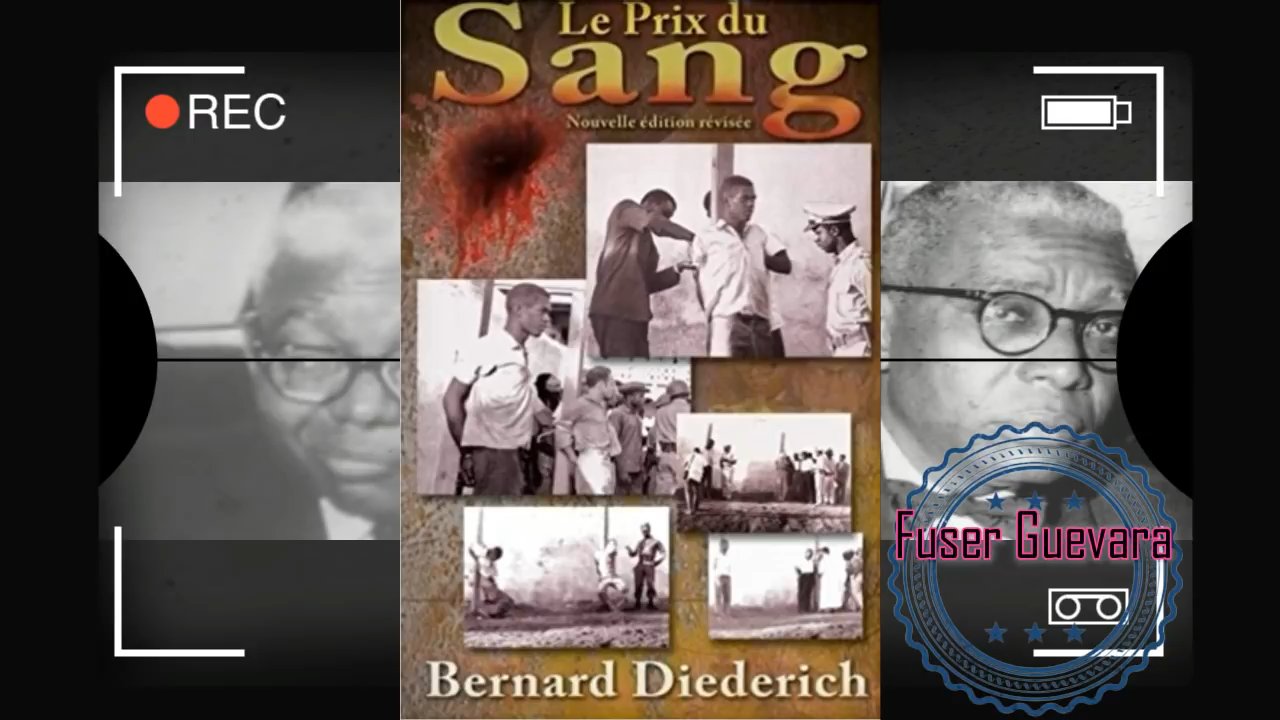 REC
Le Prix du
Sang
Nouvelle édition révisée
Fuser Guevara
Bernard Diederich